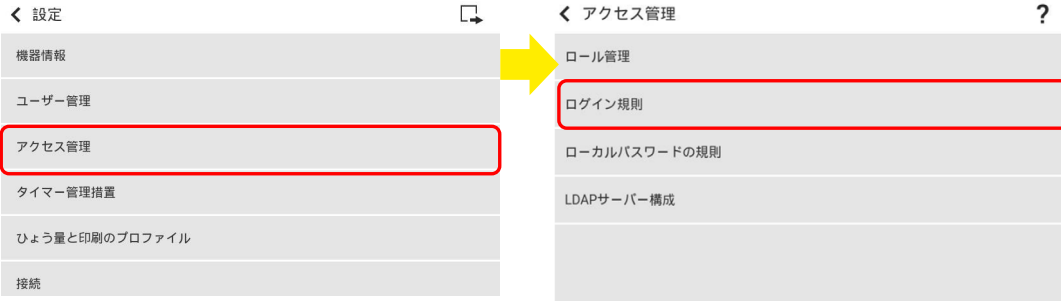 設定
機器情報
ユーザー管理
アクセス管理
タイマー管理措置
ひょう量と印刷のプロファイル
接続
アクセス管理
?
ロール管理
ログイン規則
ローカルパスワードの規則
LDAPサーバー構成